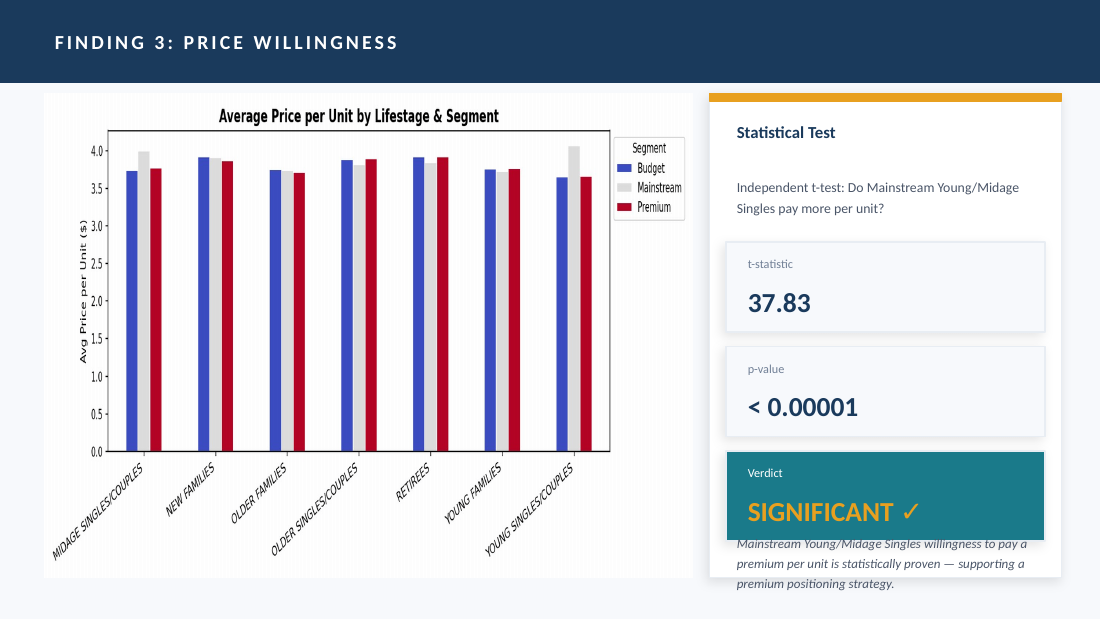 FINDING 3: PRICE WILLINGNESS
Average Price per Unit by Lifestage & Segment
Avg Price per Unit ($)
4.0
3.5
3.0
2.5
2.0
1.5
1.0
0.5
0.0
MIDAGE SINGLES/COUPLES
NEW FAMILIES
OLDER FAMILIES
OLDER SINGLES/COUPLES
RETIREES
YOUNG FAMILIES
YOUNG SINGLES/COUPLES
Segment
Budget
Mainstream
Premium
Statistical Test
Independent t-test: Do Mainstream Young/Midage
Singles pay more per unit?
t-statistic
37.83
p-value
< 0.00001
Verdict
SIGNIFICANT ✓
Mainstream Young/Midage Singles willingness to pay a
premium per unit is statistically proven — supporting a
premium positioning strategy.